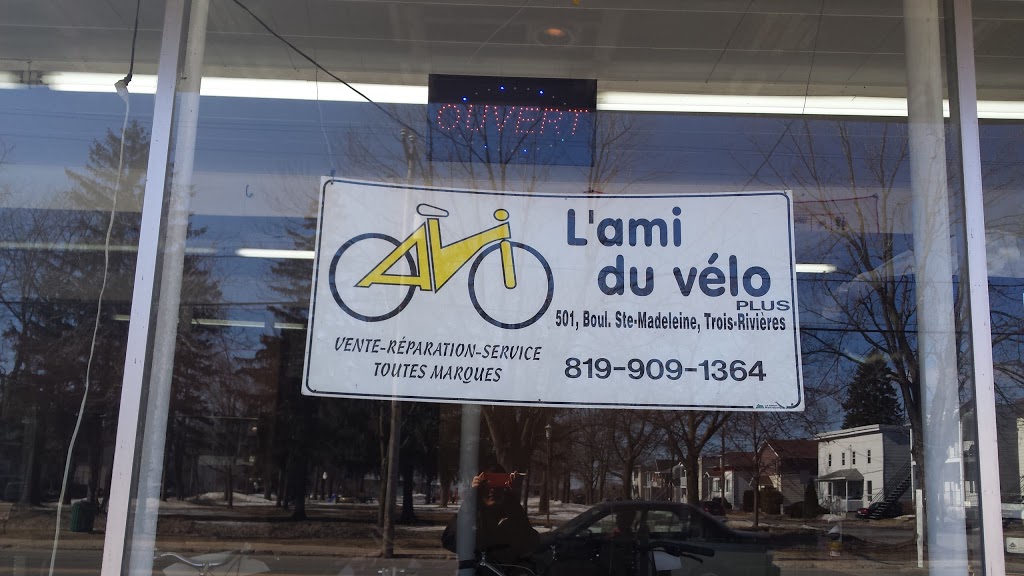 OUVERT
AMi
L'ami
du vélo
PLUS
501, Boul. Ste-Madeleine, Trois-Rivières
VENTE-RÉPARATION-SERVICE
TOUTES MARQUES
819-909-1364